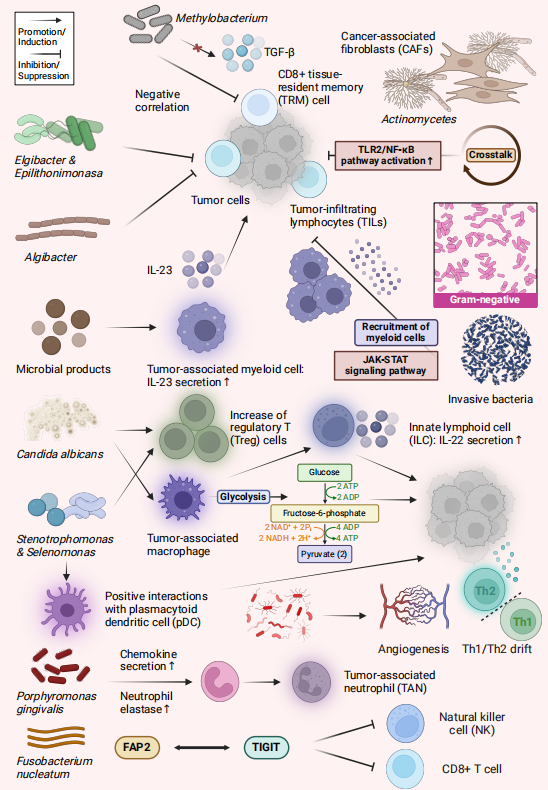 Promotion/
Induction
Inhibition/
Suppression
Methylobacterium
TGF-β
Cancer-associated
fibroblasts (CAFs)
Actinomycetes
Negative
correlation
CD8+ tissue-
resident memory
(TRM) cell
Elgibacter &
Epilithonimonasa
TLR2/NF-κB
pathway activation↑
Crosstalk
Tumor cells
Tumor-infiltrating
lymphocytes (TILs)
Algibacter
IL-23
Gram-negative
Recruitment of
myeloid cells
JAK-STAT
signaling pathway
Microbial products
Tumor-associated myeloid cell:
IL-23 secretion↑
Invasive bacteria
Candida albicans
Increase of
regulatory T
(Treg) cells
Innate lymphoid cell
(ILC): IL-22 secretion↑
Glycolysis
Glucose
2 ATP
2 ADP
Fructose-6-phosphate
2 NAD⁺ + 2Pᵢ
4 ADP
2 NADH + 2H⁺
4 ATP
Pyruvate (2)
Stenotrophomonas
& Selenomonas
Tumor-associated
macrophage
Positive interactions
with plasmacytoid
dendritic cell (pDC)
Th2
Th1
Angiogenesis
Th1/Th2 drift
Porphyromonas
gingivalis
Chemokine
secretion↑
Neutrophil
elastase↑
Tumor-associated
neutrophil (TAN)
Fusobacterium
nucleatum
FAP2
TIGIT
Natural killer
cell (NK)
CD8+ T cell